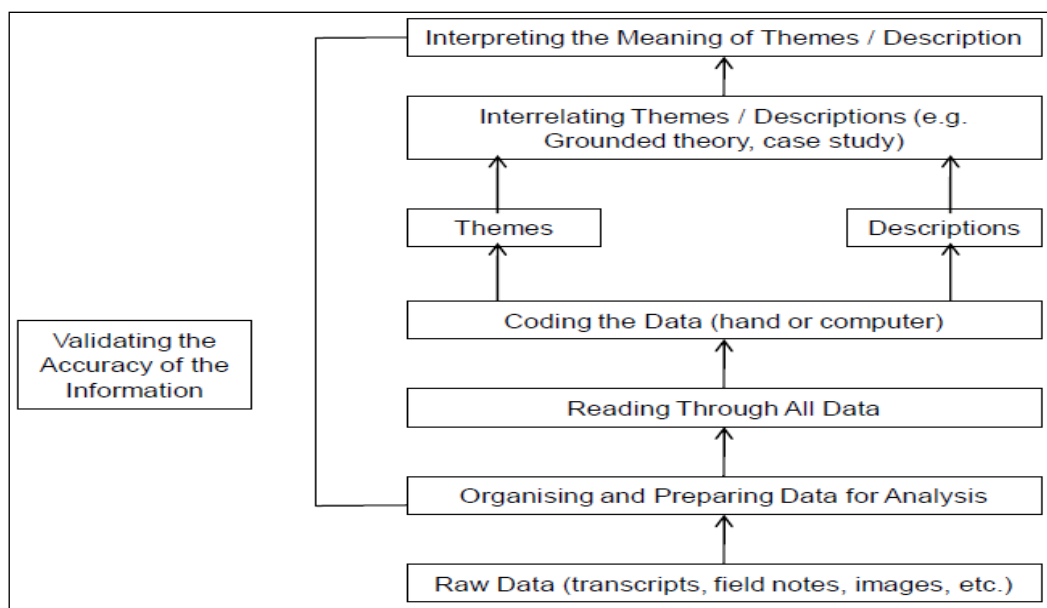 Interpreting the Meaning of Themes / Description
Interrelating Themes / Descriptions (e.g.
Grounded theory, case study)
Themes
Descriptions
Coding the Data (hand or computer)
Validating the
Accuracy of the
Information
Reading Through All Data
Organising and Preparing Data for Analysis
Raw Data (transcripts, field notes, images, etc.)